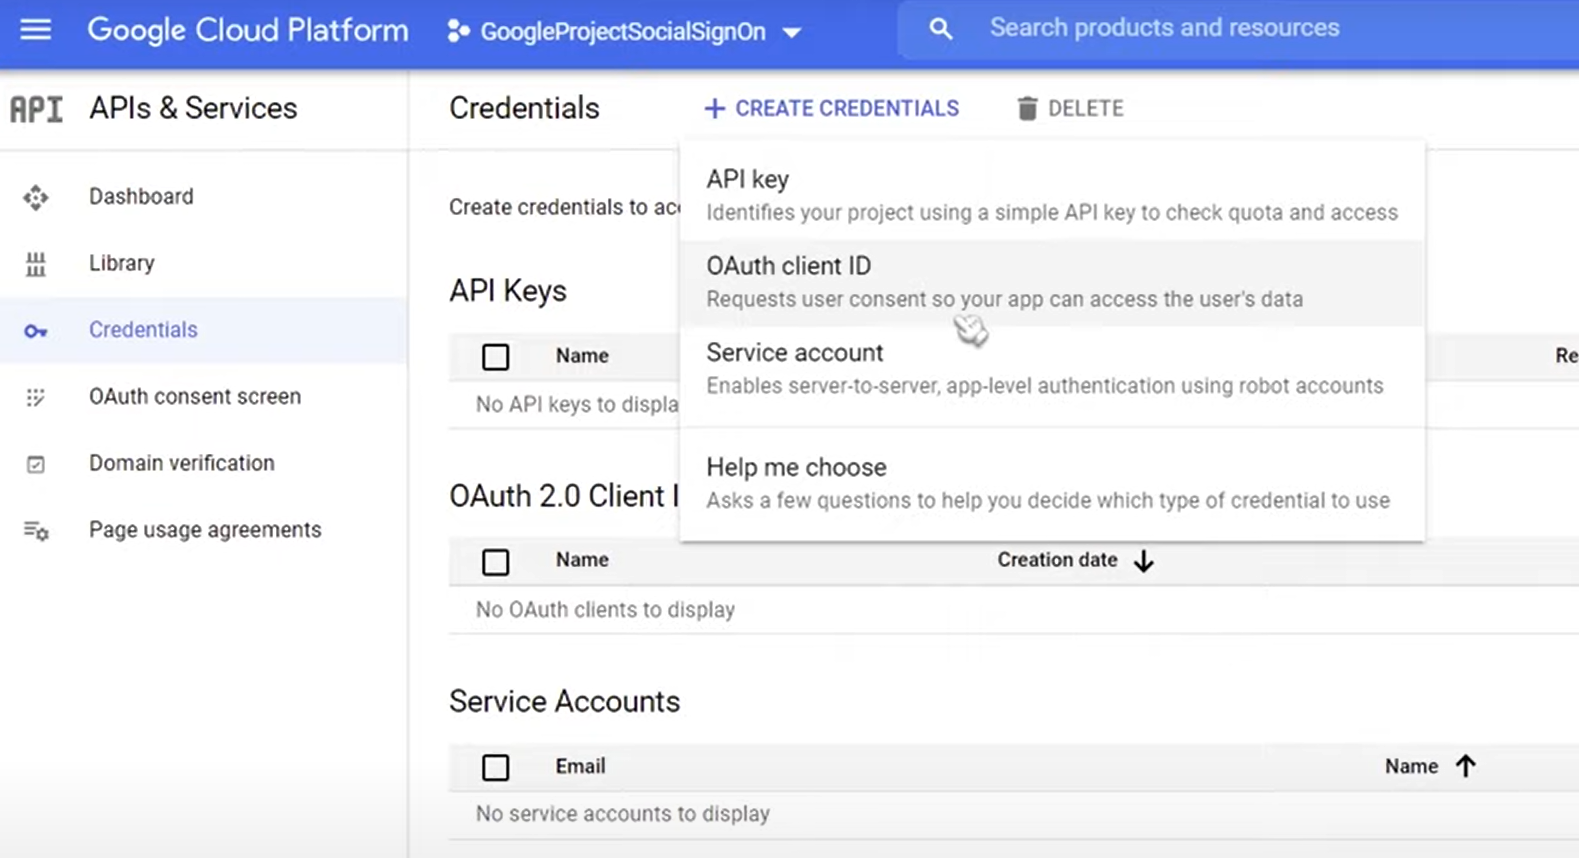 Google Cloud Platform
GoogleProjectSocialSignOn
Search products and resources
API
APIs & Services
Credentials
CREATE CREDENTIALS
DELETE
Dashboard
Library
Credentials
OAuth consent screen
Domain verification
Page usage agreements
Create credentials to
API key
Identifies your project using a simple API key to check quota and access
OAuth client ID
Requests user consent so your app can access the user's data
Service account
Enables server-to-server, app-level authentication using robot accounts
Help me choose
Asks a few questions to help you decide which type of credential to use
API Keys
Name
Re
No API keys to displa
OAuth 2.0 Client I
Name
Creation date
No OAuth clients to display
Service Accounts
Email
Name
No service accounts to display